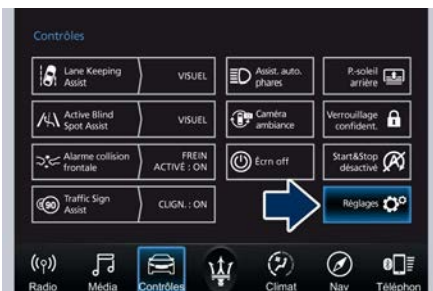 Contrôles
Lane Keeping
Assist
VISUEL
Assist. auto.
phares
P.-soleil
arrière
Active Blind
Spot Assist
VISUEL
Caméra
ambiance
Verrouillage
confident.
Alarme collision
frontale
FREIN
ACTIVÉ : ON
Écrn off
Start&Stop
désactivé
Traffic Sign
Assist
CLIGN. : ON
Réglages
Radio
Média
Contrôles
Climat
Nav
Téléphon